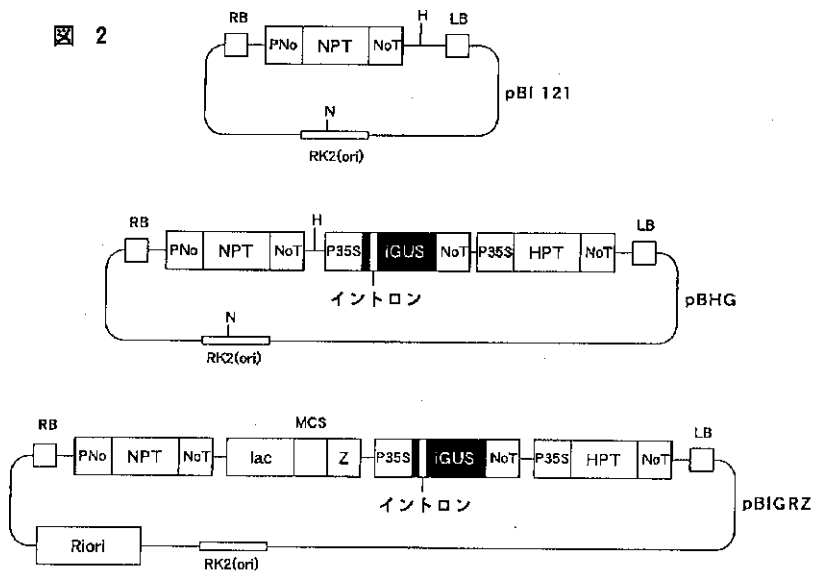 図 2
RB
PNo
NPT
NoT
H
LB
pBI 121
N
RK2(ori)
RB
PNo
NPT
NoT
H
P35S
iGUS
NoT
P35S
HPT
NoT
LB
イントロン
pBHG
N
RK2(ori)
RB
PNo
NPT
NoT
MCS
lac
Z
P35S
iGUS
NoT
P35S
HPT
NoT
LB
イントロン
pBIGRZ
Riori
RK2(ori)